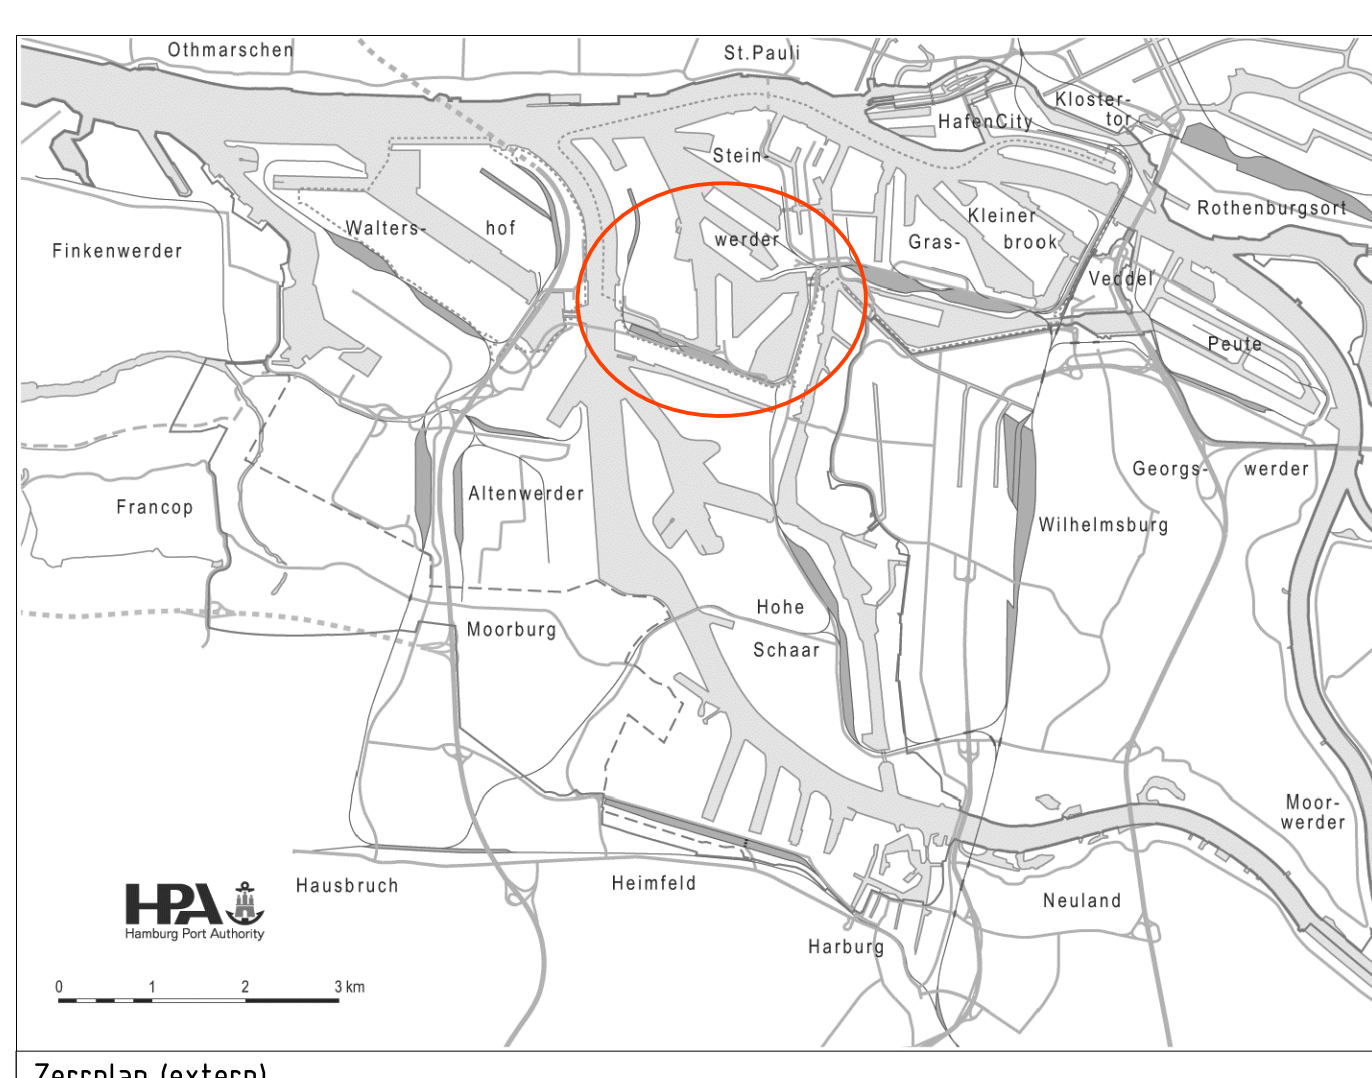 Othmarschen
St.Pauli
Kloster-
tor
HafenCity
Stein-
werder
Rothenburgsort
Walters-
hof
Kleiner
Gras-
brook
Finkenwerder
Veddel
Peute
Georgs-
werder
Altenwerder
Francop
Wilhelmsburg
Hohe
Schaar
Moorburg
Moor-
werder
Hausbruch
Heimfeld
Neuland
HPA
Hamburg Port Authority
Harburg
0 1 2 3 km
Zerrplan (extern)